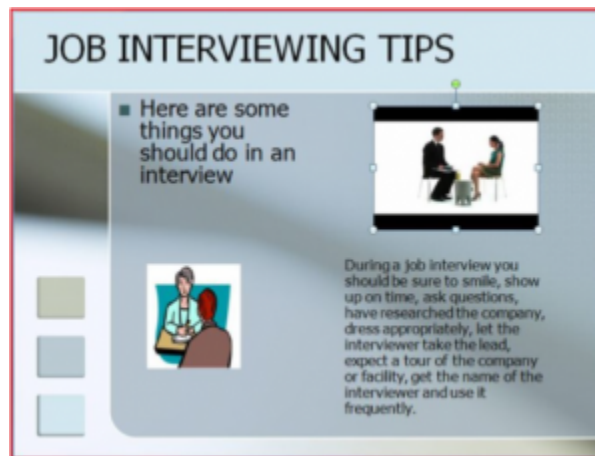 JOB INTERVIEWING TIPS
Here are some
things you
should do in an
interview
During a job interview you
should be sure to smile, show
up on time, ask questions,
have researched the company,
dress appropriately, let the
interviewer take the lead,
expect a tour of the company
or facility, get the name of the
interviewer and use it
frequently.